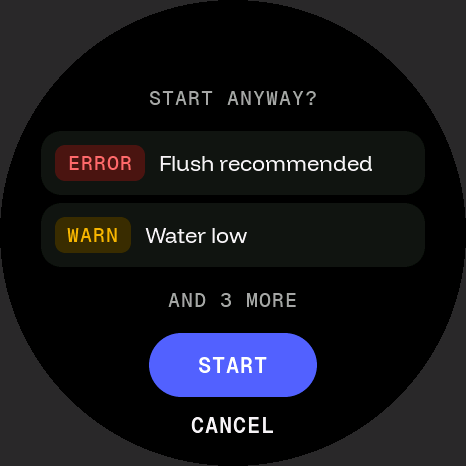 START ANYWAY?
ERROR Flush recommended
WARN Water low
AND 3 MORE
START
CANCEL